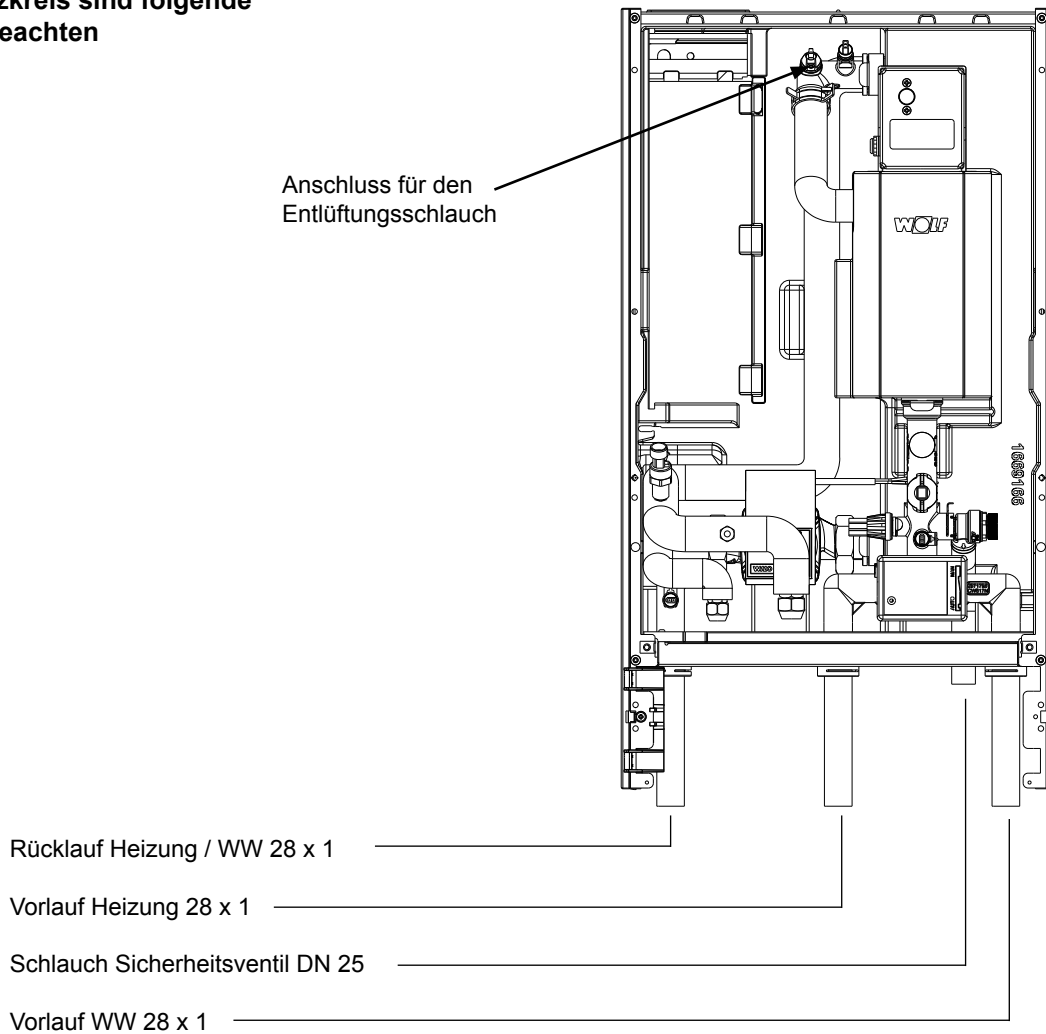 zkreis sind folgende
eachten
Anschluss für den
Entlüftungsschlauch
WOLF
1669166
Rücklauf Heizung / WW 28 x 1
Vorlauf Heizung 28 x 1
Schlauch Sicherheitsventil DN 25
Vorlauf WW 28 x 1